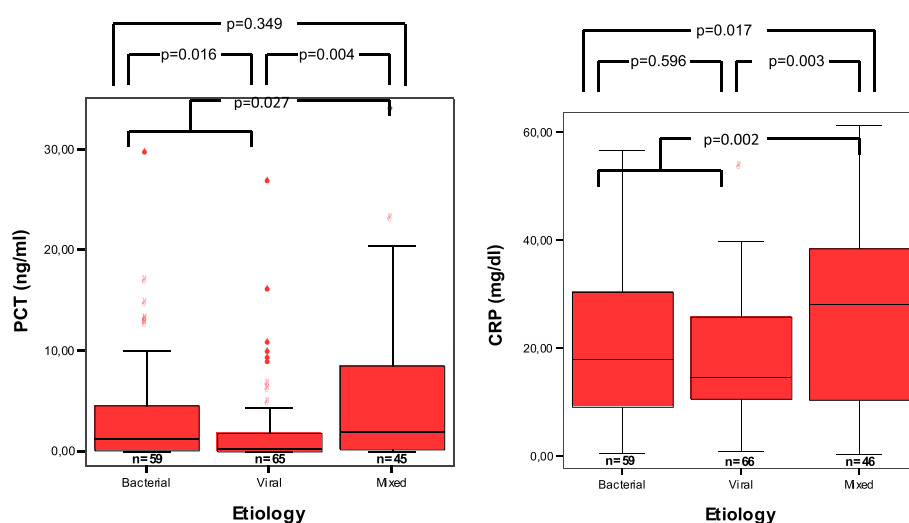 p=0.349
p=0.016
p=0.004
p=0.027
30,00
20,00
10,00
0,00
PCT (ng/ml)
n=59
n=65
n=45
Bacterial
Viral
Mixed
Etiology
p=0.017
p=0.596
p=0.003
p=0.002
60,00
40,00
20,00
0,00
CRP (mg/dl)
n=59
n=66
n=46
Bacterial
Viral
Mixed
Etiology